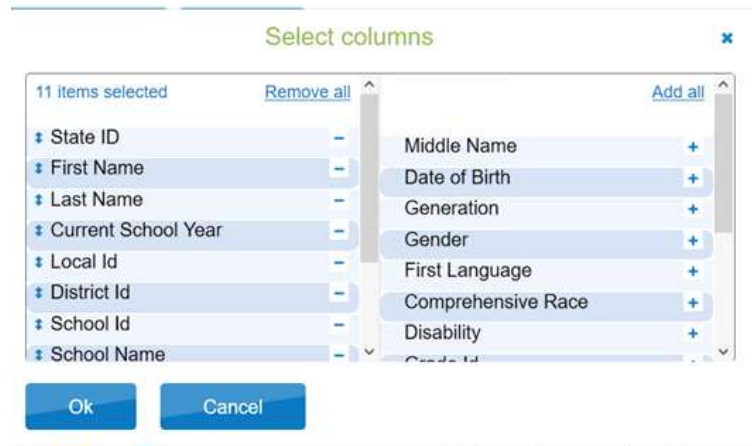 Select columns
11 items selected
Remove all
State ID
First Name
Last Name
Current School Year
Local Id
District Id
School Id
School Name
Add all
Middle Name
Date of Birth
Generation
Gender
First Language
Comprehensive Race
Disability
Grade Id
Ok
Cancel